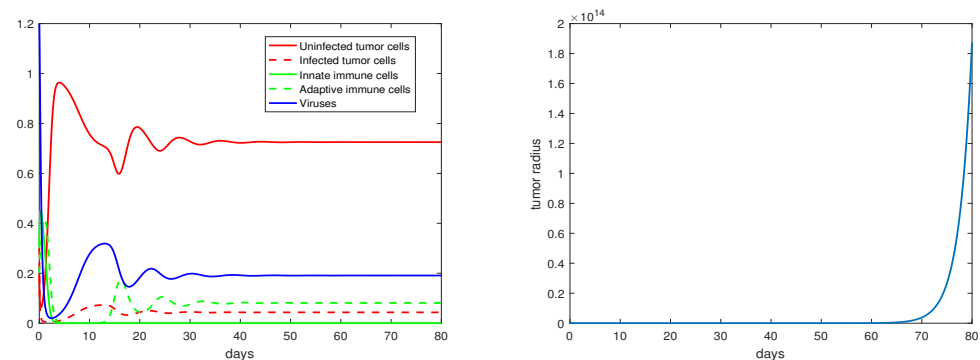 1.2
1
0.8
0.6
0.4
0.2
0
0 10 20 30 40 50 60 70 80
days
Uninfected tumor cells
Infected tumor cells
Innate immune cells
Adaptive immune cells
Viruses
×10^14
2
1.8
1.6
1.4
1.2
1
0.8
0.6
0.4
0.2
0
tumor radius
0 10 20 30 40 50 60 70 80
days